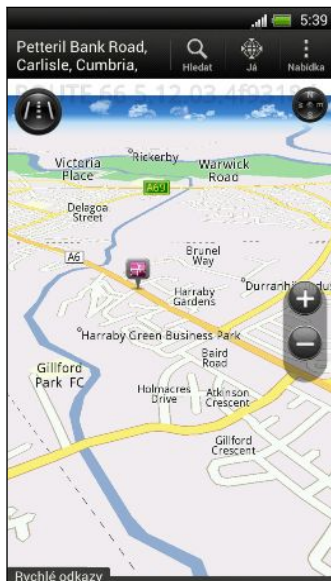 5:39
Petteril Bank Road,
Carlisle, Cumbria,
Hledat
Já
Nabídka
Rickerby
Victoria
Place
Warwick
Road
A69
Delagoa
Street
A6
Brunel
Way
Harraby
Gardens
Harraby Green Business Park
Baird
Road
Gillford
Park FC
Holmacres
Drive
Atkinson
Crescent
Gillford
Crescent
Rychlé odkazy